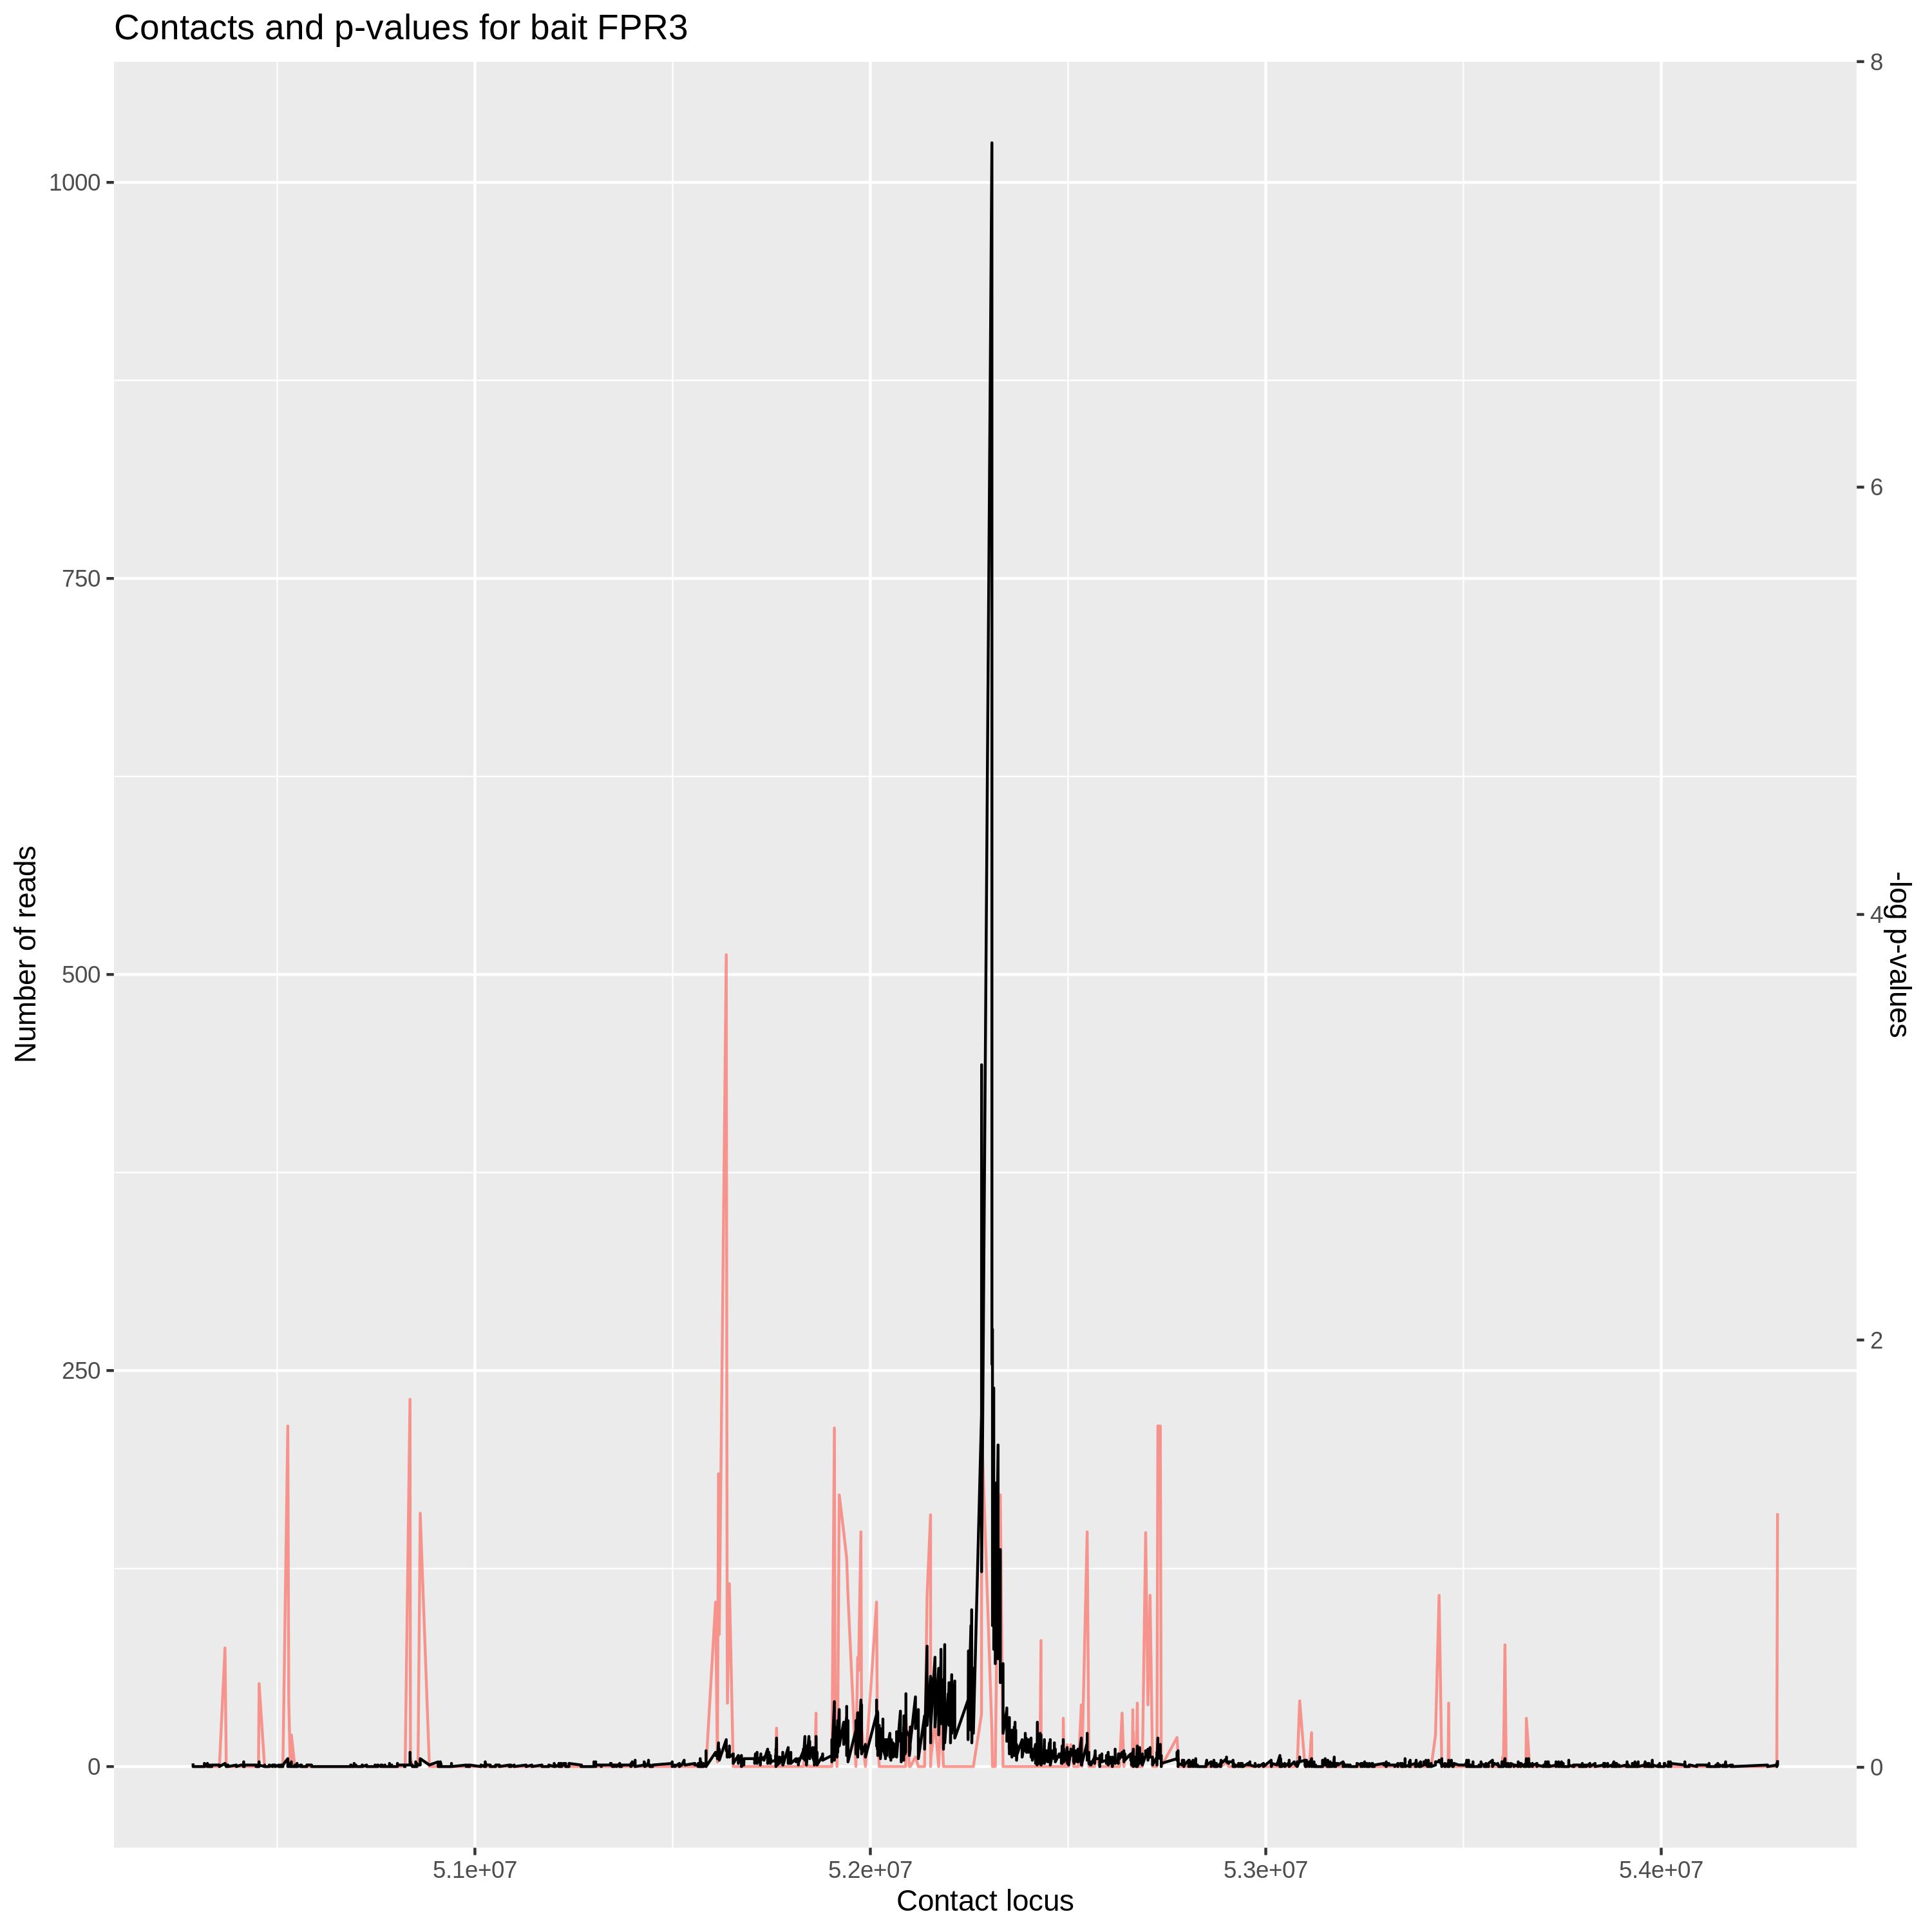 Contacts and p-values for bait FPR3
8
1000
6
750
Number of reads
-log p-values
4
500
250
2
0
0
5.1e+07
5.2e+07
5.3e+07
5.4e+07
Contact locus